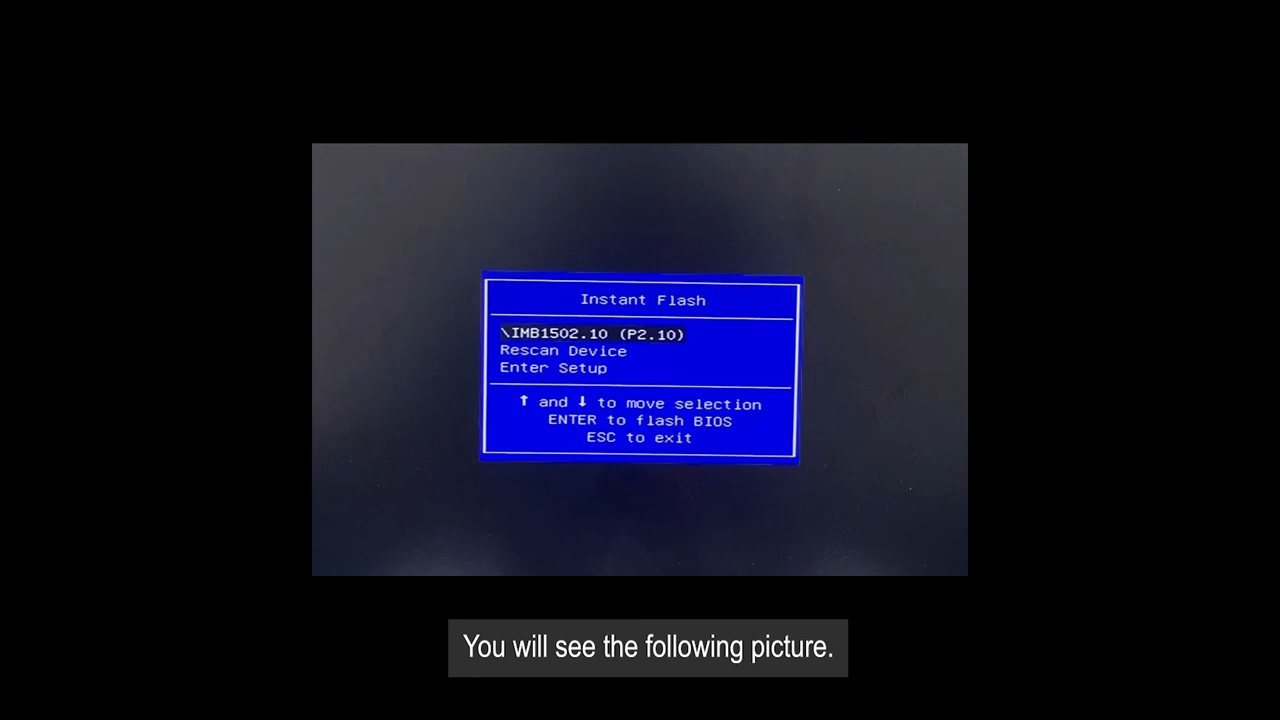 Instant Flash
\IMB1502.10 (P2.10)
Rescan Device
Enter Setup
↑ and ↓ to move selection
ENTER to flash BIOS
ESC to exit
You will see the following picture.